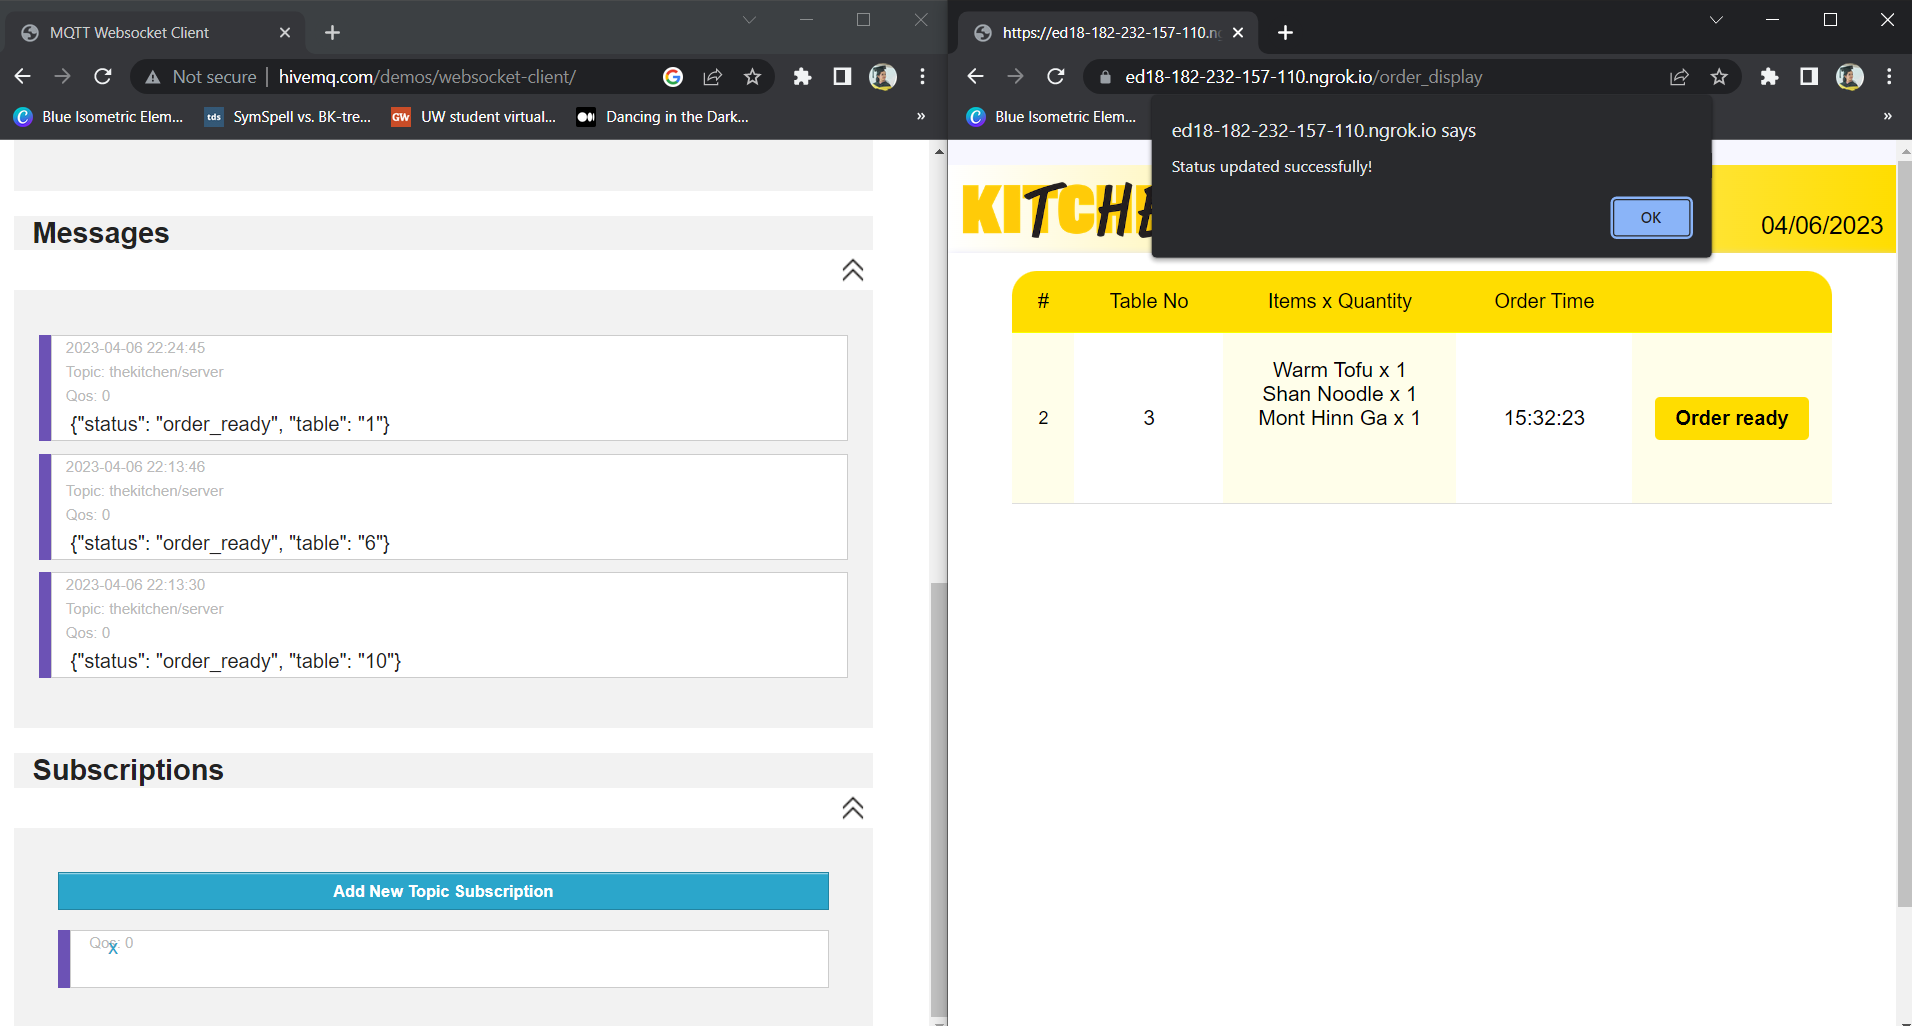 MQTT Websocket Client
Not secure
hivemq.com/demos/websocket-client/
Blue Isometric Elem...
tds
SymSpell vs. BK-tre...
GW
UW student virtual...
Dancing in the Dark...
»
Messages
2023-04-06 22:24:45
Topic: thekitchen/server
Qos: 0
{"status": "order_ready", "table": "1"}
2023-04-06 22:13:46
Topic: thekitchen/server
Qos: 0
{"status": "order_ready", "table": "6"}
2023-04-06 22:13:30
Topic: thekitchen/server
Qos: 0
{"status": "order_ready", "table": "10"}
Subscriptions
Add New Topic Subscription
Qos: 0
x
https://ed18-182-232-157-110.n
ed18-182-232-157-110.ngrok.io/order_display
Blue Isometric Elem...
»
ed18-182-232-157-110.ngrok.io says
Status updated successfully!
OK
KITCHE
04/06/2023
# Table No Items x Quantity Order Time
Warm Tofu x 1
Shan Noodle x 1
2 3 Mont Hinn Ga x 1 15:32:23 Order ready